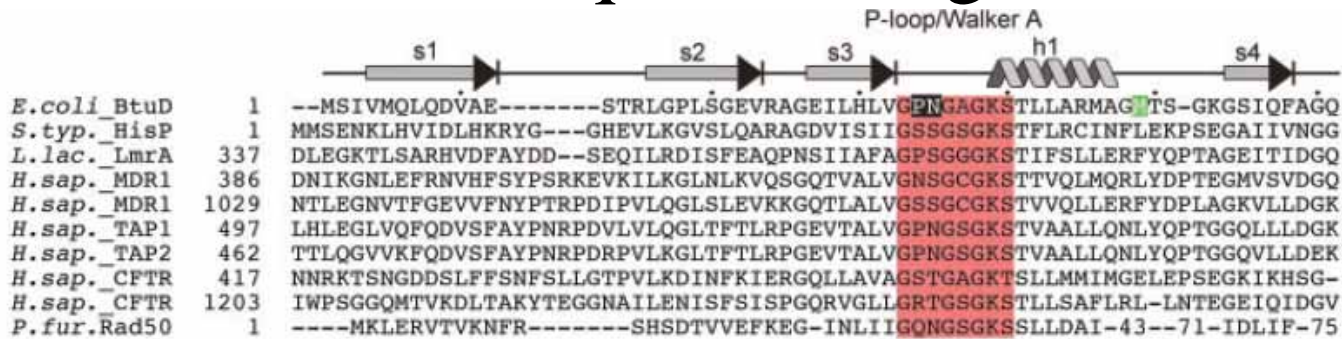 P-loop/Walker A
s1 s2 s3 h1 s4
E.coli_BtuD 1 --MSIVMQLQDVAE-------STRLGPLSGEVRAGEILHLVGPNGAGKSTLLARMAGMTS-GKGSIQFAGQ
S.typ._HisP 1 MMSENKLHVIDLHKRYG---GHEVLKGVSLQARAGDVISIIGSSGSGKSTFLRCINFLEKPSEGAIIVNGG
L.lac._LmrA 337 DLEGKTLSARHVDFAYDD--SEQILRDISFEAQPNSIIAFAGPSGGGKSTIFSLLERFYQPTAGEITIDGQ
H.sap._MDR1 386 DNIKGNLEFRNVHFSYPSRKEVKILKGLNLKVQSGQTVALVGNSGCGKSTTVQLMQRLYDPTEGMVSVDGQ
H.sap._MDR1 1029 NTLEGNVTFGEVVFNYPTRPDIPVLQGLSLEVKKGQTLALVGSSGCGKSTVVQLLERFYDPLAGKVLLDGK
H.sap._TAP1 497 LHLEGLVQFQDVSFAYPNRPDVLVLQGLTFTLRPGEVTALVGPNGSGKSTVAALLQNLYQPTGGQLLLDGK
H.sap._TAP2 462 TTLQGVVKFQDVSFAYPNRPDRPVLKGLTFTLRPGEVTALVGPNGSGKSTVAALLQNLYQPTGGQVLLDEK
H.sap._CFTR 417 NNRKTSNGDDSLFFSNFSLLGTPVLKDINFKIERGQLLAVAGSTGAGKTSLLMMIMGELEPSEGKIKHSG-
H.sap._CFTR 1203 IWPSGGQMTVKDLTAKYTEGGNAILENISFSISPGQRVGLLGRTGSGKSTLLSAFLRL-LNTEGEIQIDGV
P.fur.Rad50 1 ----MKLERVTVKNFR-------SHSDTVVEFKEG-INLIIGQNGSGKSSLLDAI-43--71-IDLIF-75